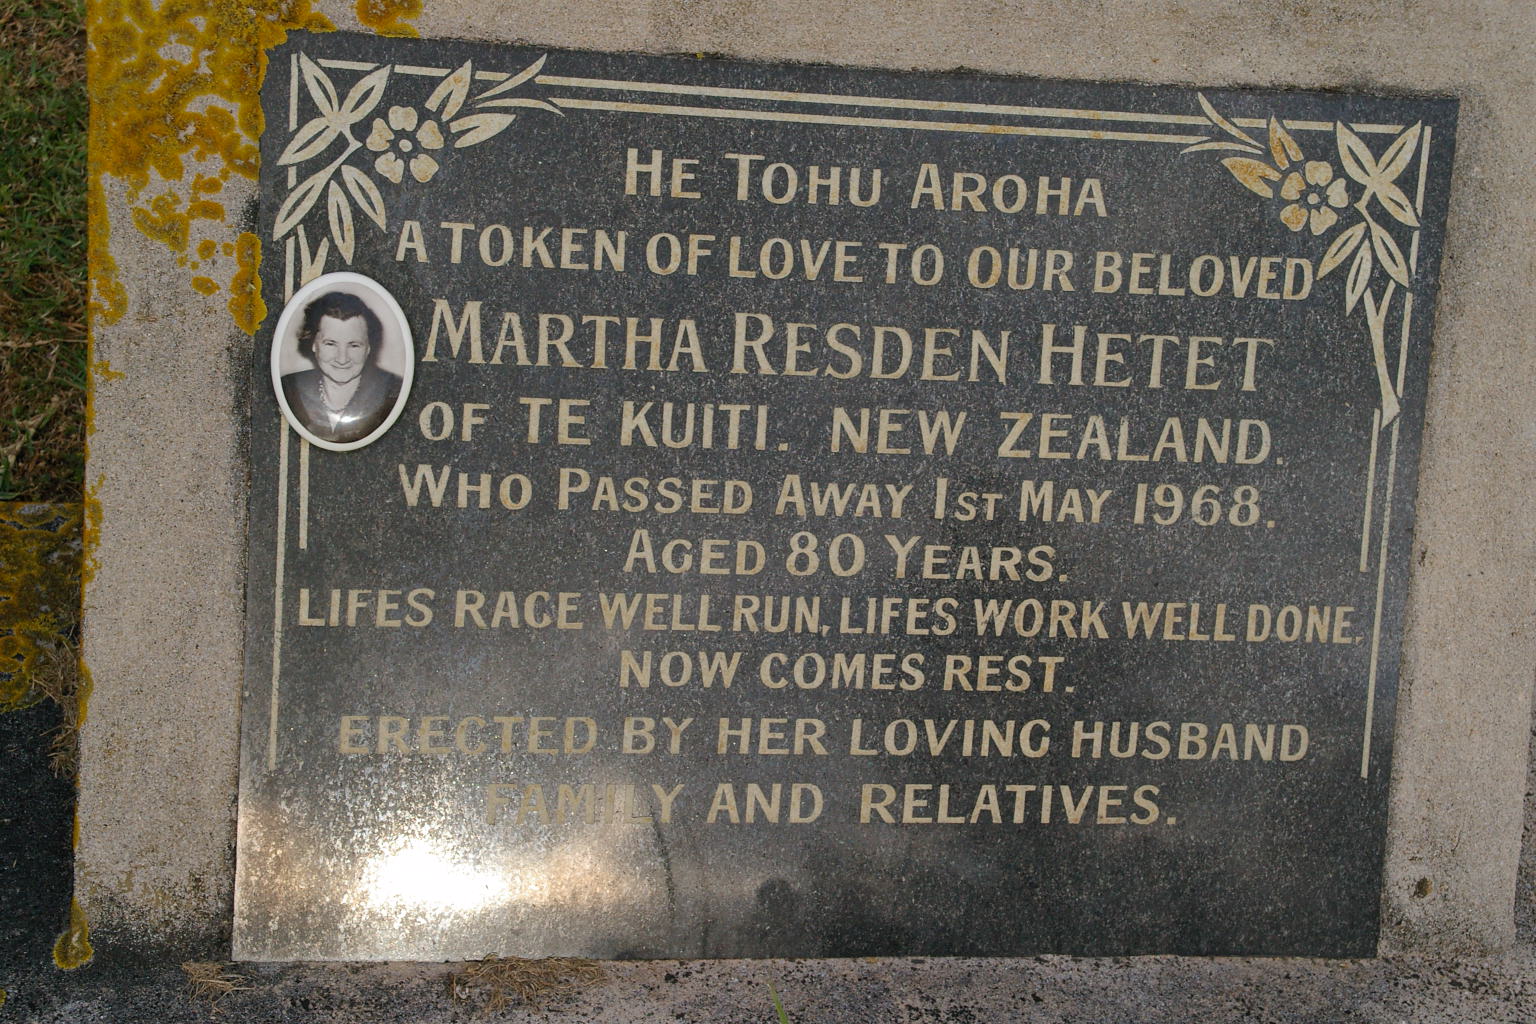 HE TOHU AROHA
A TOKEN OF LOVE TO OUR BELOVED
MARTHA RESDEN HETET
OF TE KUITI. NEW ZEALAND.
WHO PASSED AWAY 1ST MAY 1968.
AGED 80 YEARS.
LIFES RACE WELL RUN, LIFES WORK WELL DONE,
NOW COMES REST.
ERECTED BY HER LOVING HUSBAND
FAMILY AND RELATIVES.